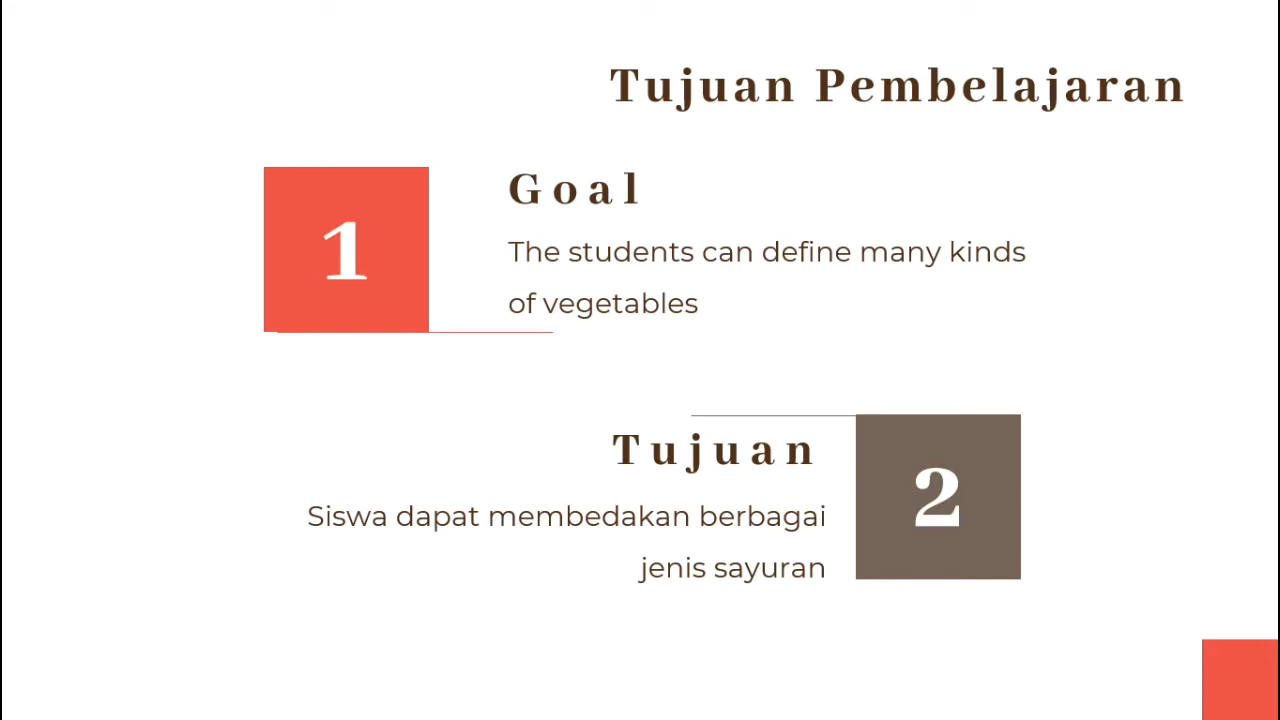 Tujuan Pembelajaran
1
Goal
The students can define many kinds
of vegetables
Tujuan
2
Siswa dapat membedakan berbagai
jenis sayuran